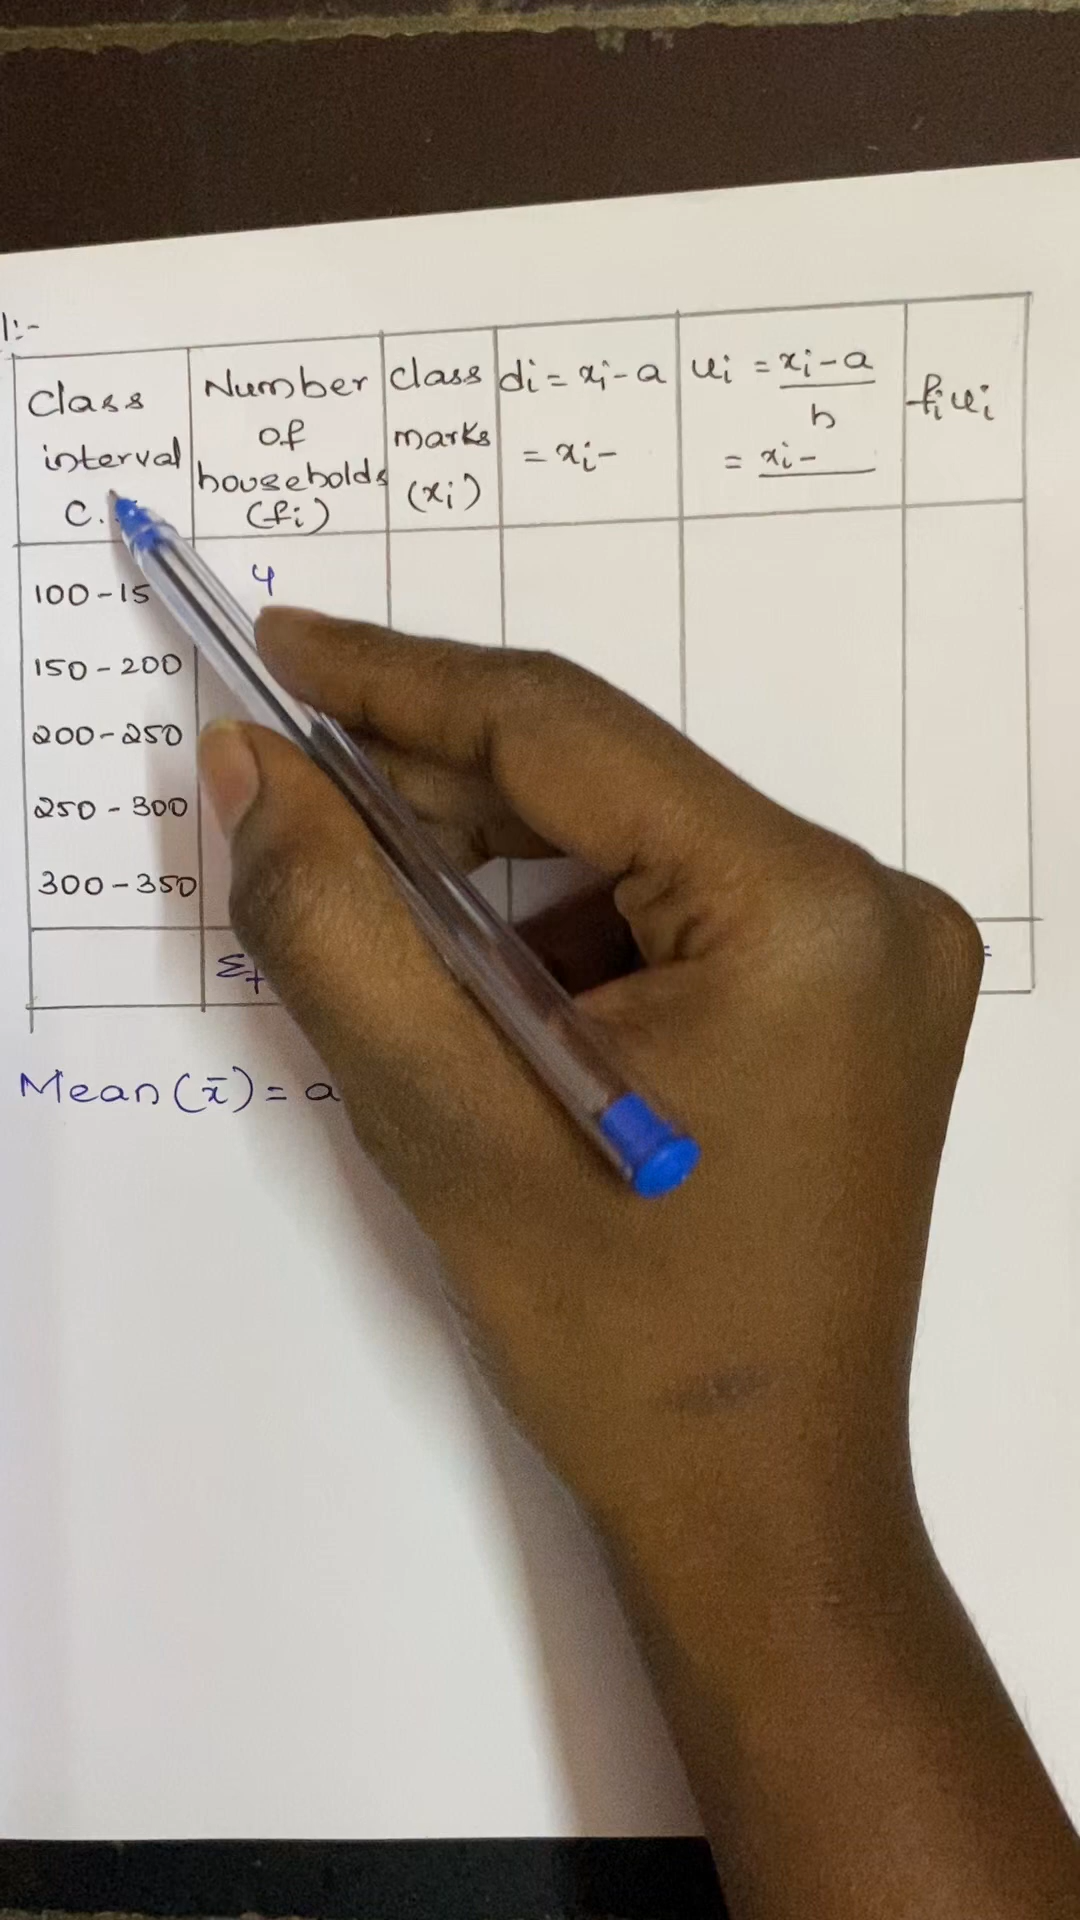 1:-
Class
interval
C.
Number
of
households
(fi)
Class
marks
(xi)
di = xi - a
= xi -
ui = xi - a
h
= xi -
fiui
100 - 15
4
150 - 200
200 - 250
250 - 300
300 - 350
Σf
=
Mean (x̄) = a